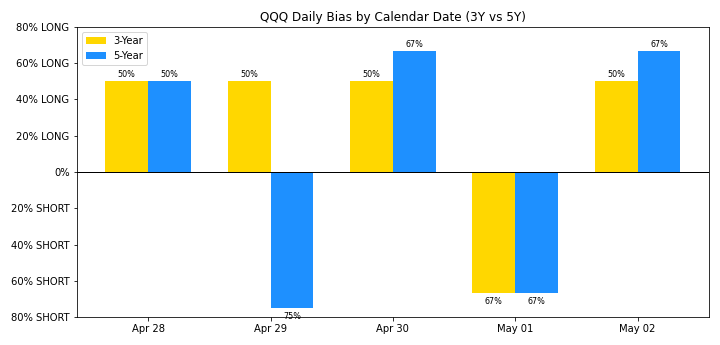 QQQ Daily Bias by Calendar Date (3Y vs 5Y)
80% LONG
60% LONG
40% LONG
20% LONG
0%
20% SHORT
40% SHORT
60% SHORT
80% SHORT
3-Year
5-Year
50%
50%
50%
75%
50%
67%
67%
67%
50%
67%
Apr 28
Apr 29
Apr 30
May 01
May 02